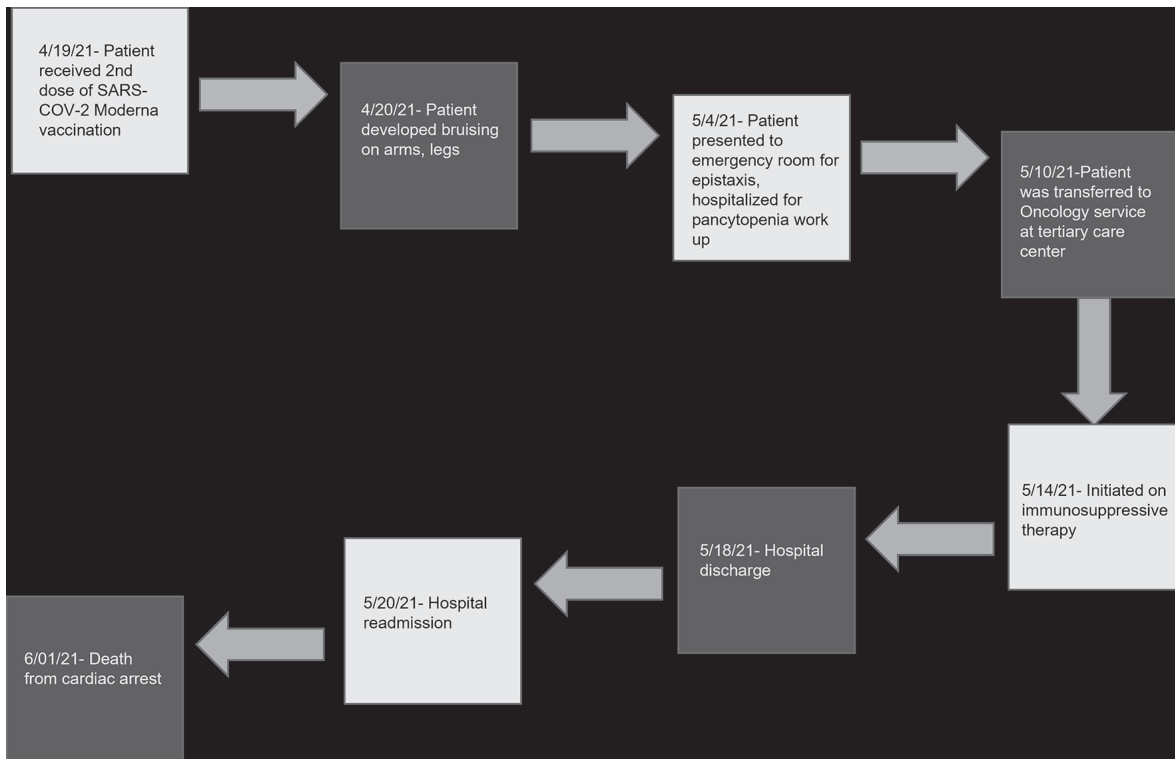 4/19/21- Patient
received 2nd
dose of SARS-
COV-2 Moderna
vaccination
4/20/21- Patient
developed bruising
on arms, legs
5/4/21- Patient
presented to
emergency room for
epistaxis,
hospitalized for
pancytopenia work
up
5/10/21-Patient
was transferred to
Oncology service
at tertiary care
center
5/14/21- Initiated on
immunosuppressive
therapy
5/18/21- Hospital
discharge
5/20/21- Hospital
readmission
6/01/21- Death
from cardiac arrest